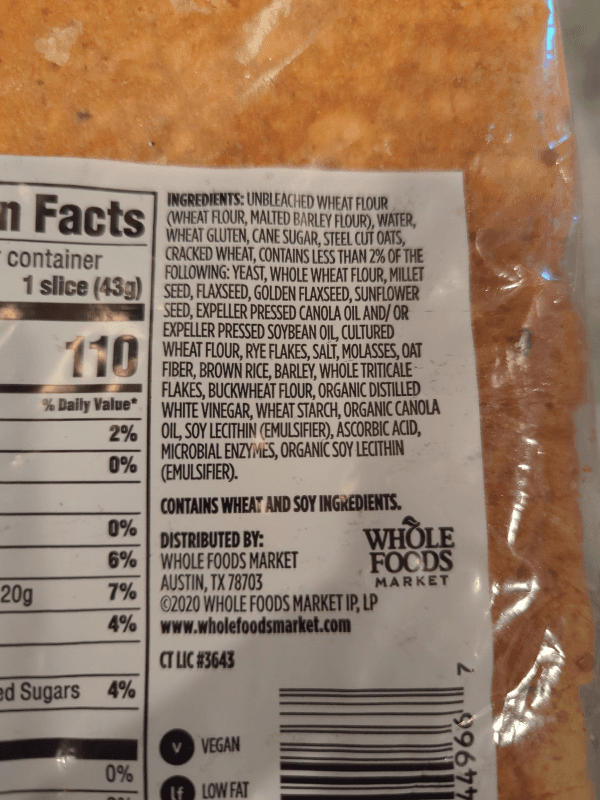 n Facts
container
1 slice (43g)
110
% Daily Value*
2%
0%
0%
6%
20g 7%
4%
ed Sugars 4%
0%
INGREDIENTS: UNBLEACHED WHEAT FLOUR
(WHEAT FLOUR, MALTED BARLEY FLOUR), WATER,
WHEAT GLUTEN, CANE SUGAR, STEEL CUT OATS,
CRACKED WHEAT, CONTAINS LESS THAN 2% OF THE
FOLLOWING: YEAST, WHOLE WHEAT FLOUR, MILLET
SEED, FLAXSEED, GOLDEN FLAXSEED, SUNFLOWER
SEED, EXPELLER PRESSED CANOLA OIL AND/ OR
EXPELLER PRESSED SOYBEAN OIL, CULTURED
WHEAT FLOUR, RYE FLAKES, SALT, MOLASSES, OAT
FIBER, BROWN RICE, BARLEY, WHOLE TRITICALE
FLAKES, BUCKWHEAT FLOUR, ORGANIC DISTILLED
WHITE VINEGAR, WHEAT STARCH, ORGANIC CANOLA
OIL, SOY LECITHIN (EMULSIFIER), ASCORBIC ACID,
MICROBIAL ENZYMES, ORGANIC SOY LECITHIN
(EMULSIFIER).
CONTAINS WHEAT AND SOY INGREDIENTS.
DISTRIBUTED BY:
WHOLE FOODS MARKET
AUSTIN, TX 78703
©2020 WHOLE FOODS MARKET IP, LP
www.wholefoodsmarket.com
CT LIC #3643
WHOLE
FOODS
MARKET
V VEGAN
lf LOW FAT
44966 7